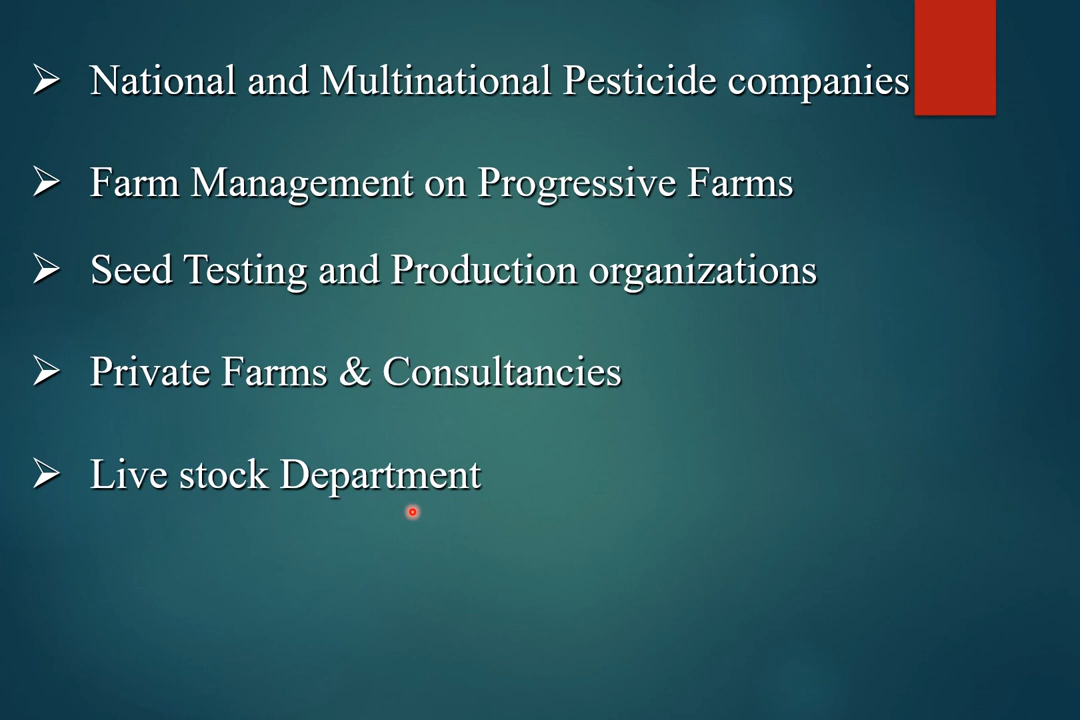 ➢ National and Multinational Pesticide companies
➢ Farm Management on Progressive Farms
➢ Seed Testing and Production organizations
➢ Private Farms & Consultancies
➢ Live stock Department